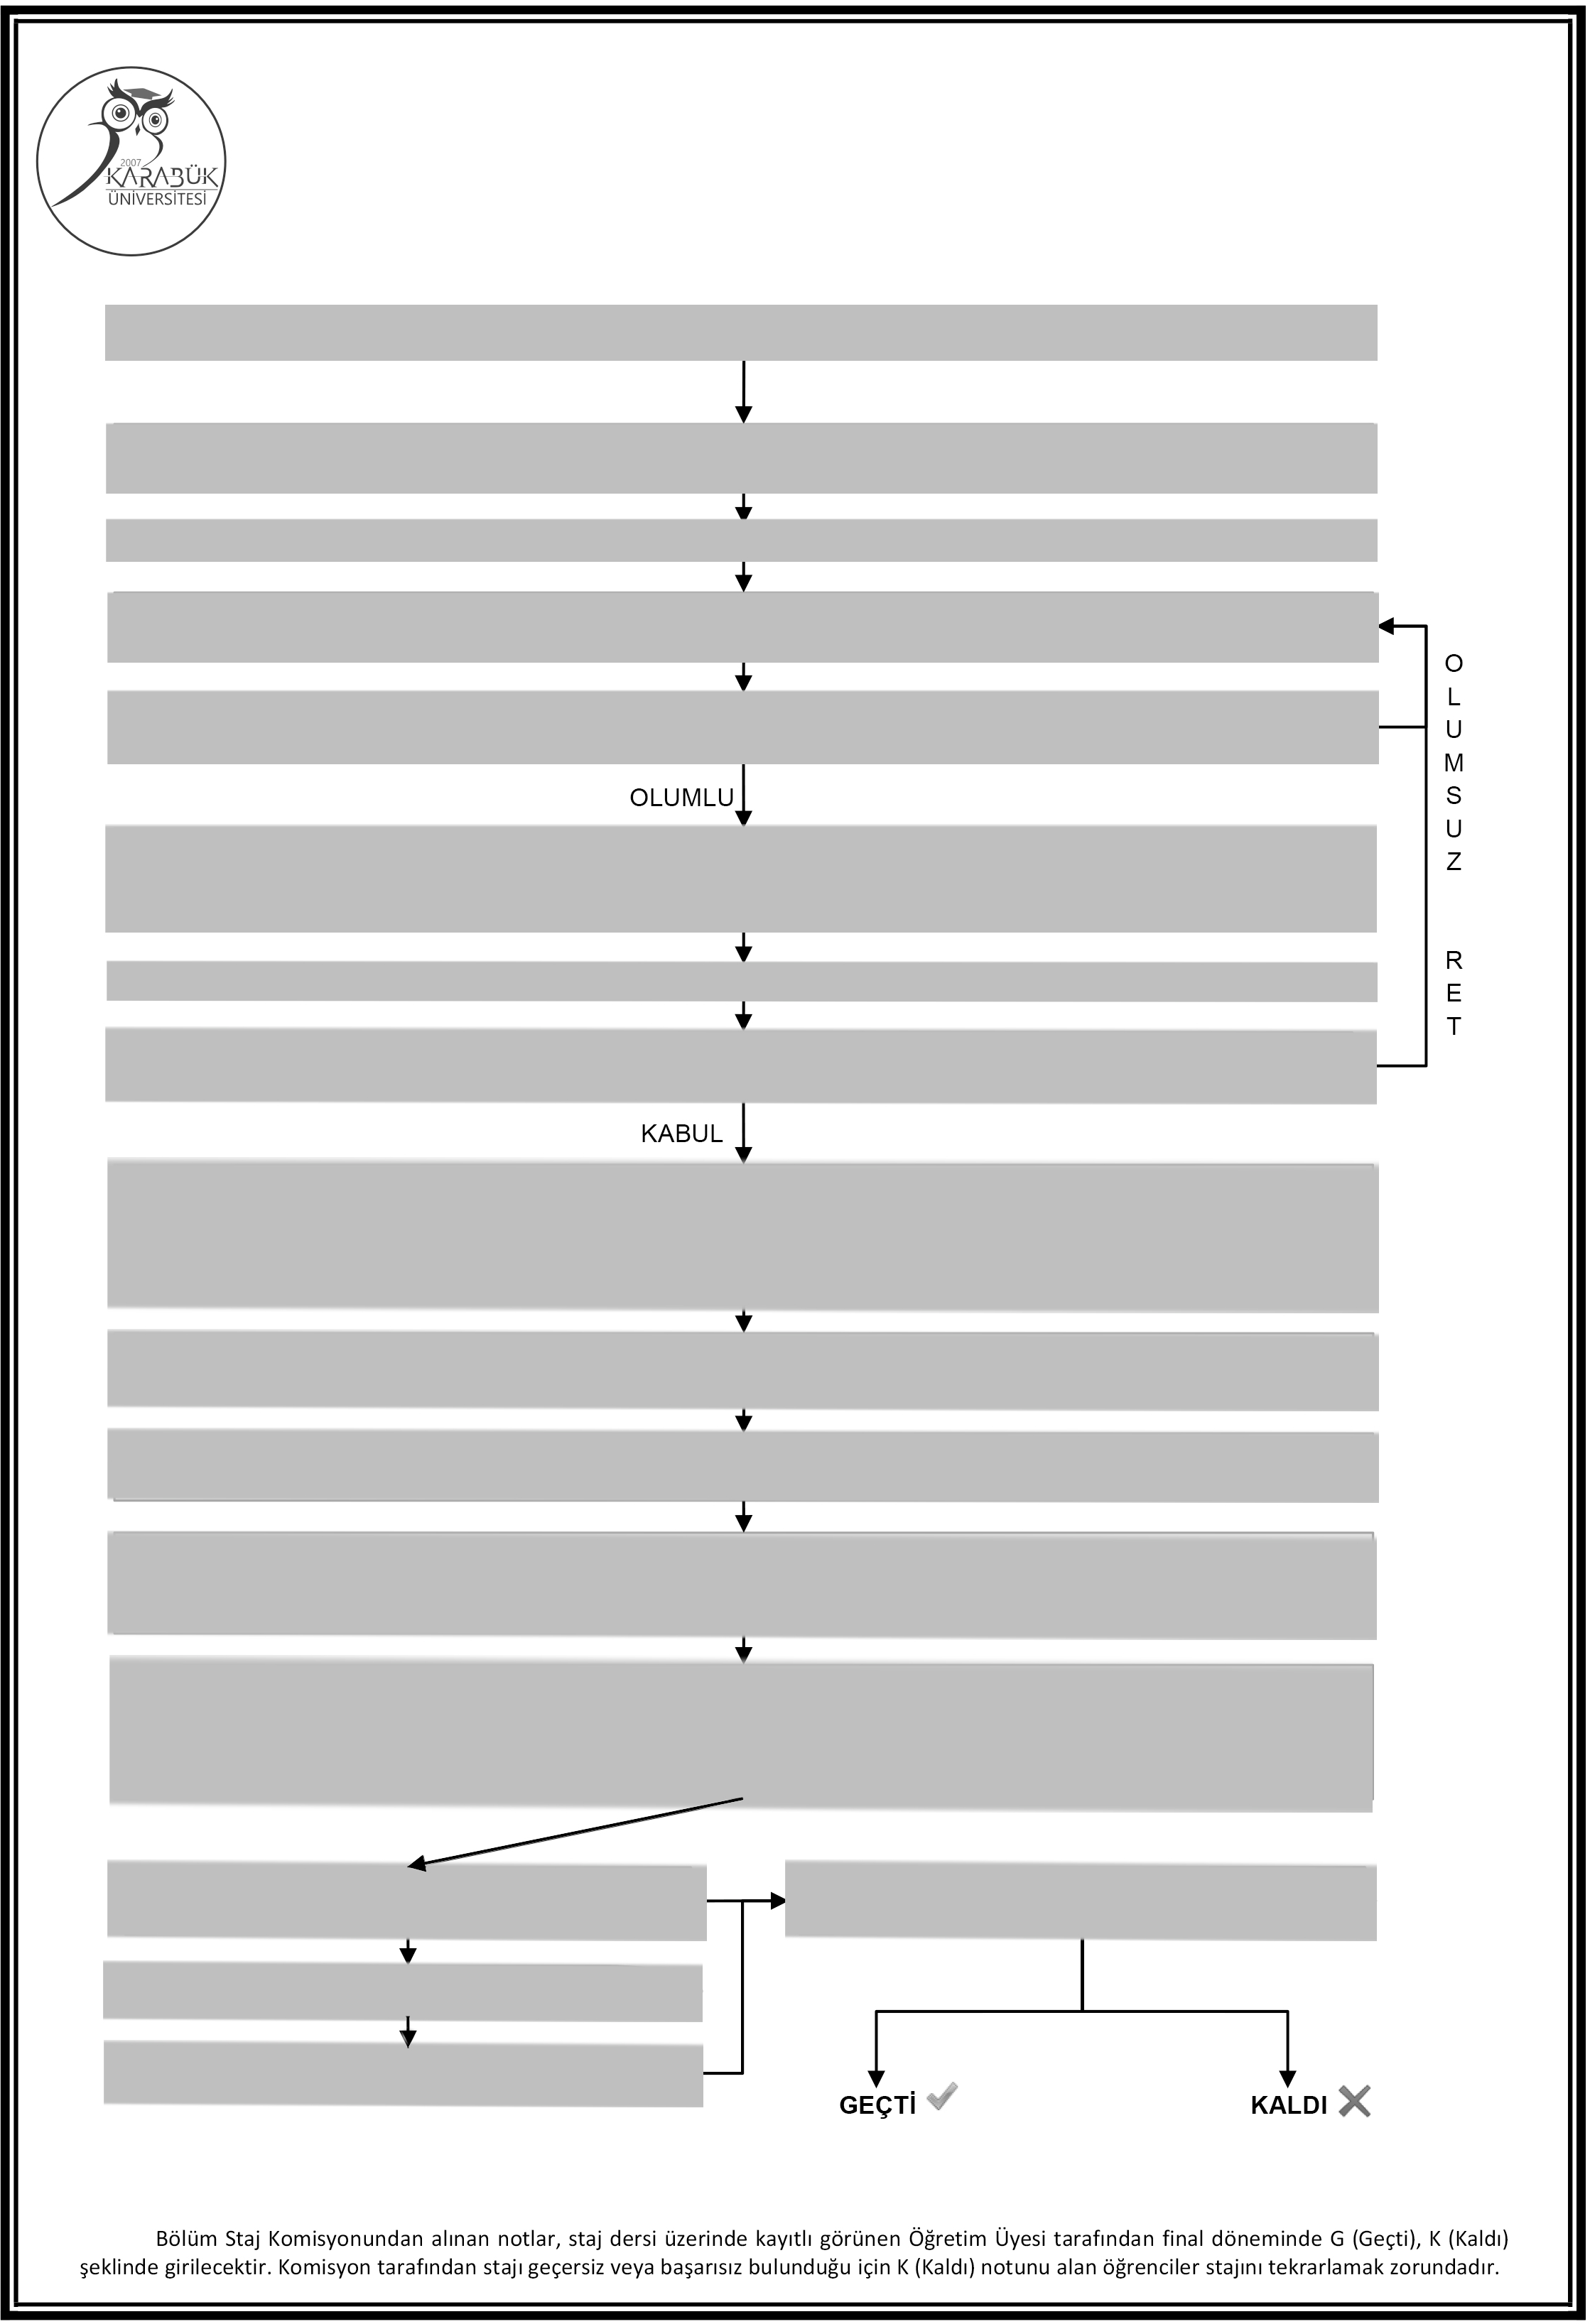 2007
KARABÜK
ÜNİVERSİTESİ
OLUMSUZ RET
OLUMLU
KABUL
GEÇTİ
KALDI
Bölüm Staj Komisyonundan alınan notlar, staj dersi üzerinde kayıtlı görünen Öğretim Üyesi tarafından final döneminde G (Geçti), K (Kaldı)
şeklinde girilecektir. Komisyon tarafından stajı geçersiz veya başarısız bulunduğu için K (Kaldı) notunu alan öğrenciler stajını tekrarlamak zorundadır.